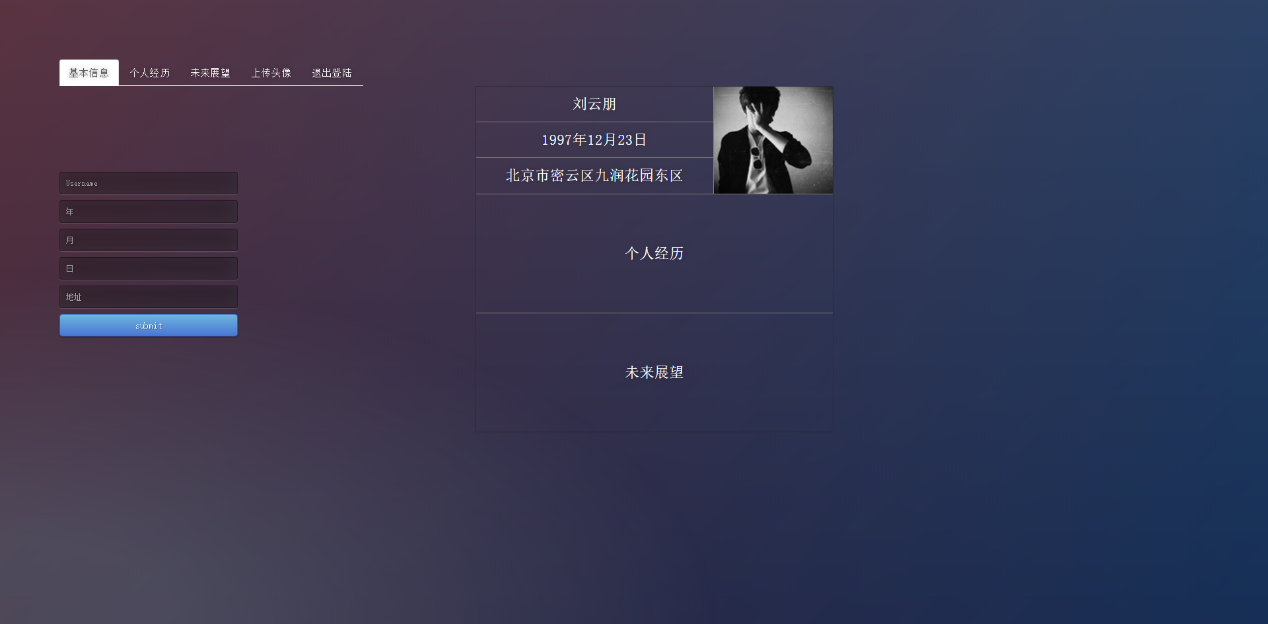 基本信息 个人经历 未来展望 上传头像 退出登陆
Username
年
月
日
地址
submit
刘云朋
1997年12月23日
北京市密云区九润花园东区
个人经历
未来展望